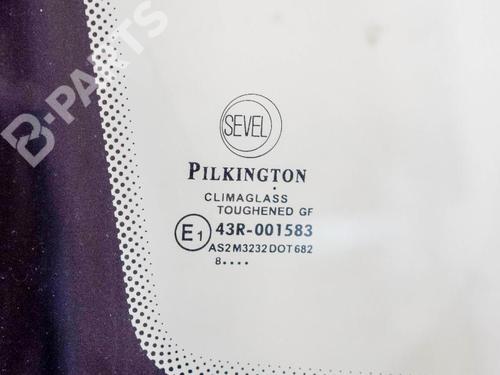 B-PARTS
SEVEL
PILKINGTON
CLIMAGLASS
TOUGHENED GF
E1 43R-001583
AS2 M3232 DOT 682
8....